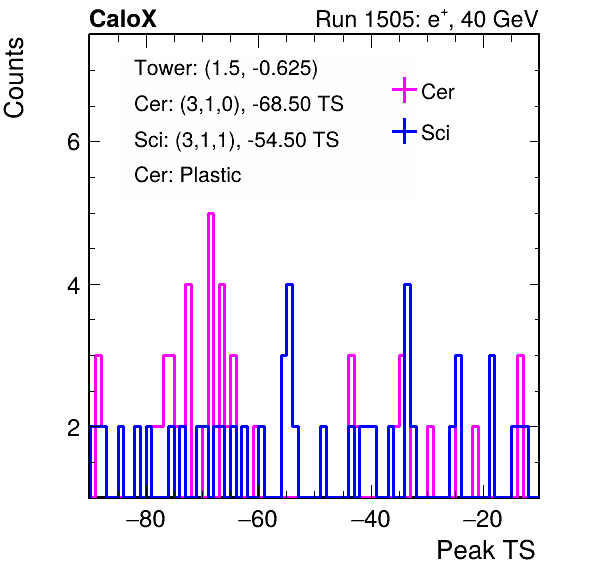 CaloX Run 1505: e+, 40 GeV
Counts
Tower: (1.5, -0.625)
Cer: (3,1,0), -68.50 TS
Sci: (3,1,1), -54.50 TS
Cer: Plastic
Cer
Sci
6
4
2
−80 −60 −40 −20
Peak TS